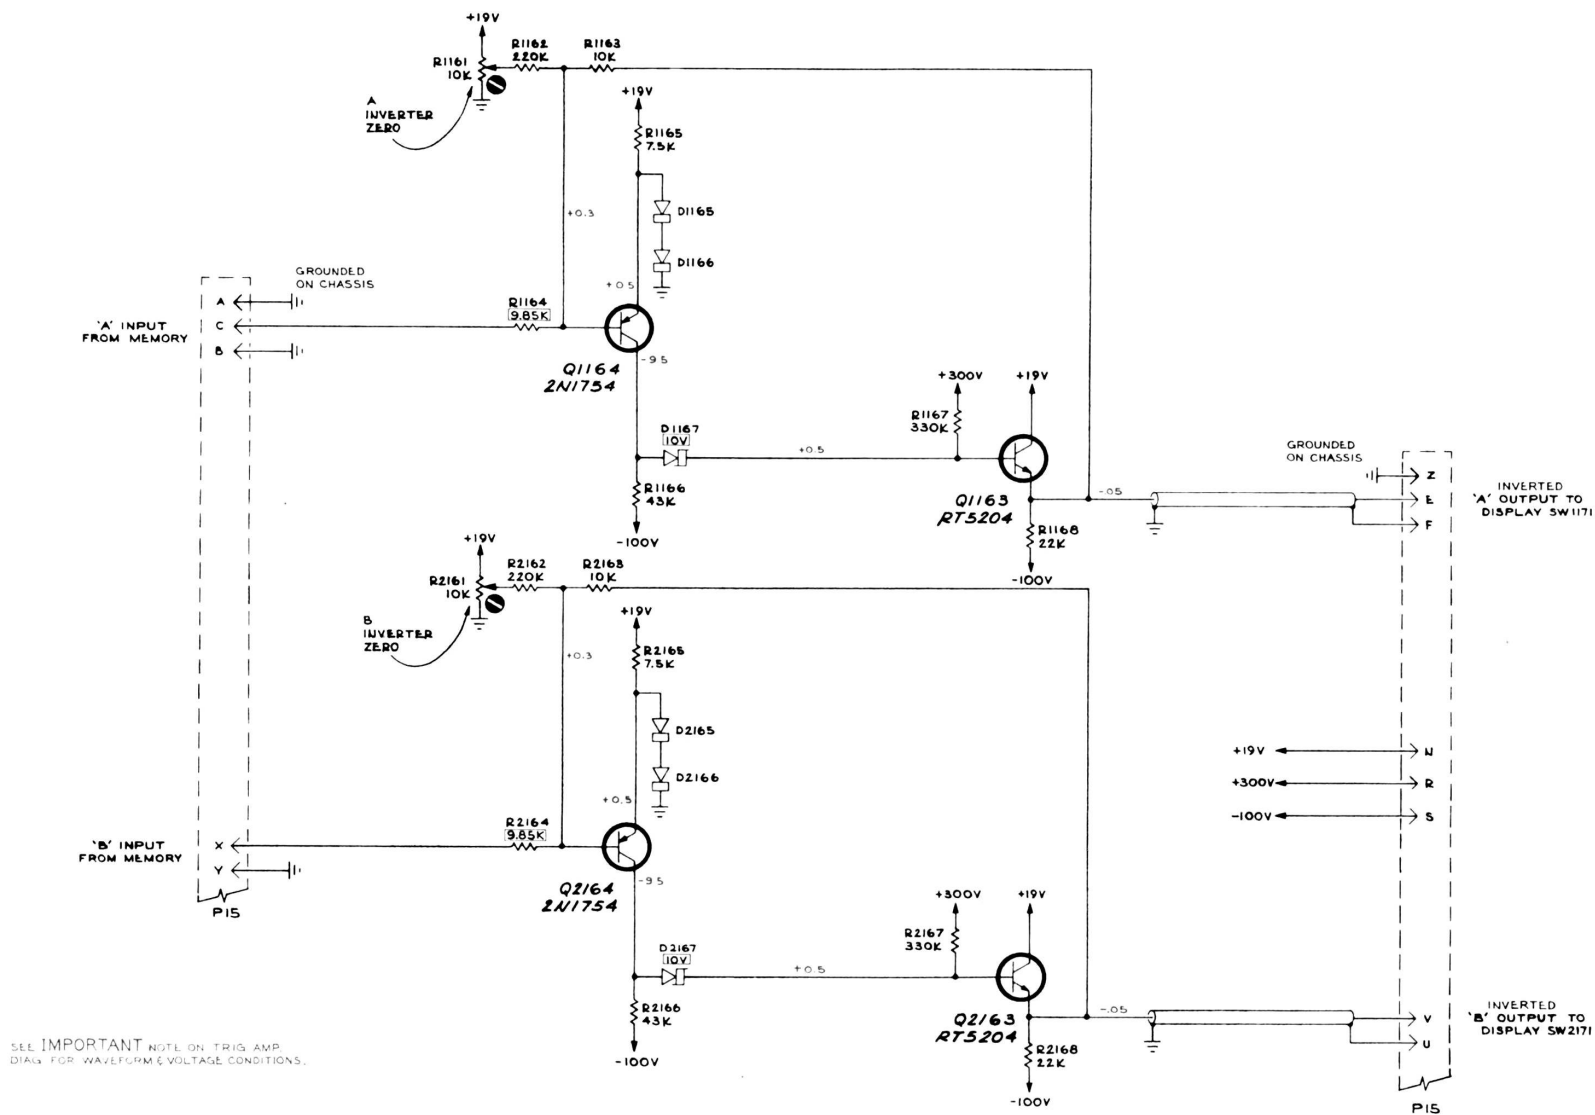 +19V
R1161
10K
R1162
220K
R1163
10K
A
INVERTER
ZERO
+19V
R1165
7.5K
+0.3
D1165
D1166
GROUNDED
ON CHASSIS
A
C
B
'A' INPUT
FROM MEMORY
R1164
9.85K
+0.5
-9.5
Q1164
2N1754
D1167
10V
+0.5
R1166
43K
-100V
+300V
+19V
R1167
330K
Q1163
RT5204
-.05
R1168
22K
-100V
GROUNDED
ON CHASSIS
Z
E
F
INVERTED
'A' OUTPUT TO
DISPLAY SW1171
+19V
R2161
10K
R2162
220K
R2163
10K
B
INVERTER
ZERO
+19V
R2165
7.5K
+0.3
D2165
D2166
+0.5
'B' INPUT
FROM MEMORY
X
Y
P15
R2164
9.85K
-9.5
Q2164
2N1754
D2167
10V
+0.5
R2166
43K
-100V
+300V
+19V
R2167
330K
Q2163
RT5204
-.05
R2168
22K
-100V
+19V
N
+300V
R
-100V
S
V
U
INVERTED
'B' OUTPUT TO
DISPLAY SW2171
P15
SEE IMPORTANT NOTE ON TRIG AMP.
DIAG FOR WAVEFORM & VOLTAGE CONDITIONS.